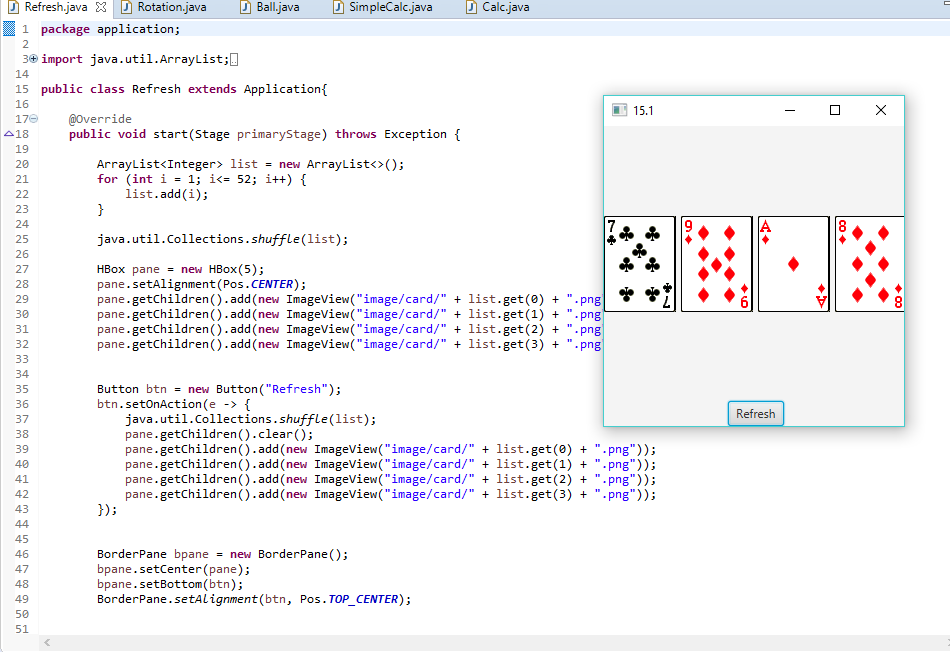 Refresh.java Rotation.java Ball.java SimpleCalc.java Calc.java
1 package application;
2
3 import java.util.ArrayList;
14
15 public class Refresh extends Application{
16
17 @Override
18 public void start(Stage primaryStage) throws Exception {
19
20 ArrayList<Integer> list = new ArrayList<>();
21 for (int i = 1; i<= 52; i++) {
22 list.add(i);
23 }
24
25 java.util.Collections.shuffle(list);
26
27 HBox pane = new HBox(5);
28 pane.setAlignment(Pos.CENTER);
29 pane.getChildren().add(new ImageView("image/card/" + list.get(0) + ".png"
30 pane.getChildren().add(new ImageView("image/card/" + list.get(1) + ".png"
31 pane.getChildren().add(new ImageView("image/card/" + list.get(2) + ".png"
32 pane.getChildren().add(new ImageView("image/card/" + list.get(3) + ".png"
33
34
35 Button btn = new Button("Refresh");
36 btn.setOnAction(e -> {
37 java.util.Collections.shuffle(list);
38 pane.getChildren().clear();
39 pane.getChildren().add(new ImageView("image/card/" + list.get(0) + ".png"));
40 pane.getChildren().add(new ImageView("image/card/" + list.get(1) + ".png"));
41 pane.getChildren().add(new ImageView("image/card/" + list.get(2) + ".png"));
42 pane.getChildren().add(new ImageView("image/card/" + list.get(3) + ".png"));
43 });
44
45
46 BorderPane bpane = new BorderPane();
47 bpane.setCenter(pane);
48 bpane.setBottom(btn);
49 BorderPane.setAlignment(btn, Pos.TOP_CENTER);
50
51
15.1
7 9 A 8
7 9 A 8
Refresh